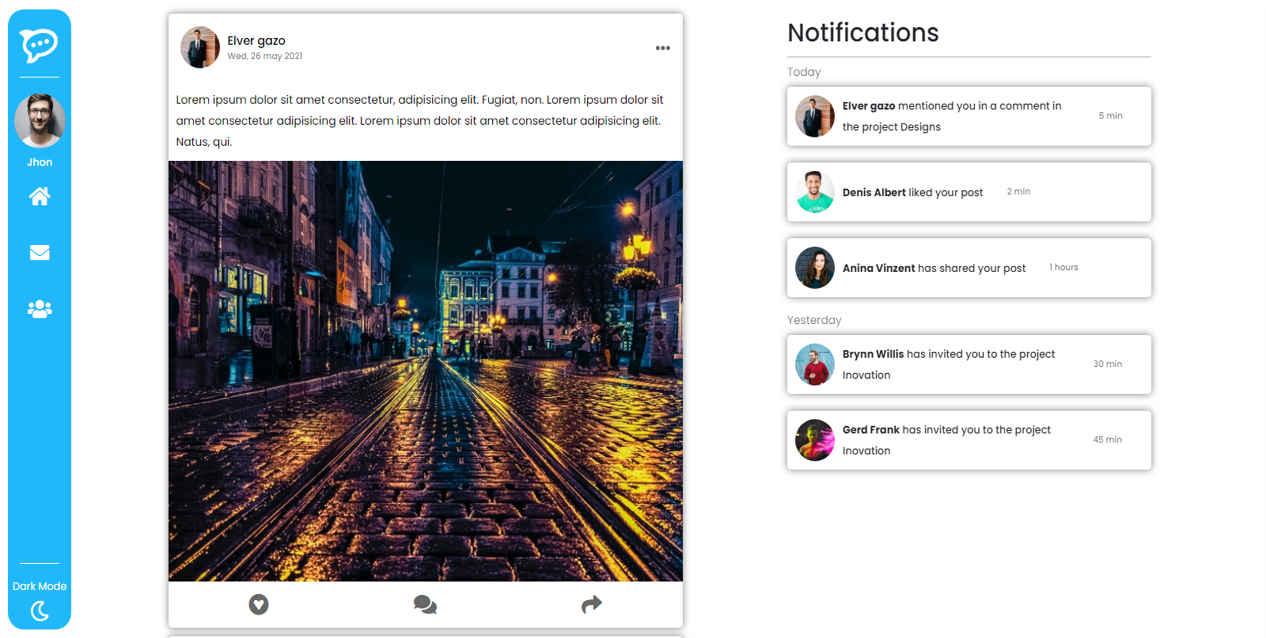 Jhon
Dark Mode
Elver gazo
Wed, 26 may 2021
Lorem ipsum dolor sit amet consectetur, adipisicing elit. Fugiat, non. Lorem ipsum dolor sit
amet consectetur adipisicing elit. Lorem ipsum dolor sit amet consectetur adipisicing elit.
Natus, qui.
Notifications
Today
Elver gazo mentioned you in a comment in
the project Designs
5 min
Denis Albert liked your post 2 min
Anina Vinzent has shared your post 1 hours
Yesterday
Brynn Willis has invited you to the project
Inovation
30 min
Gerd Frank has invited you to the project
Inovation
45 min